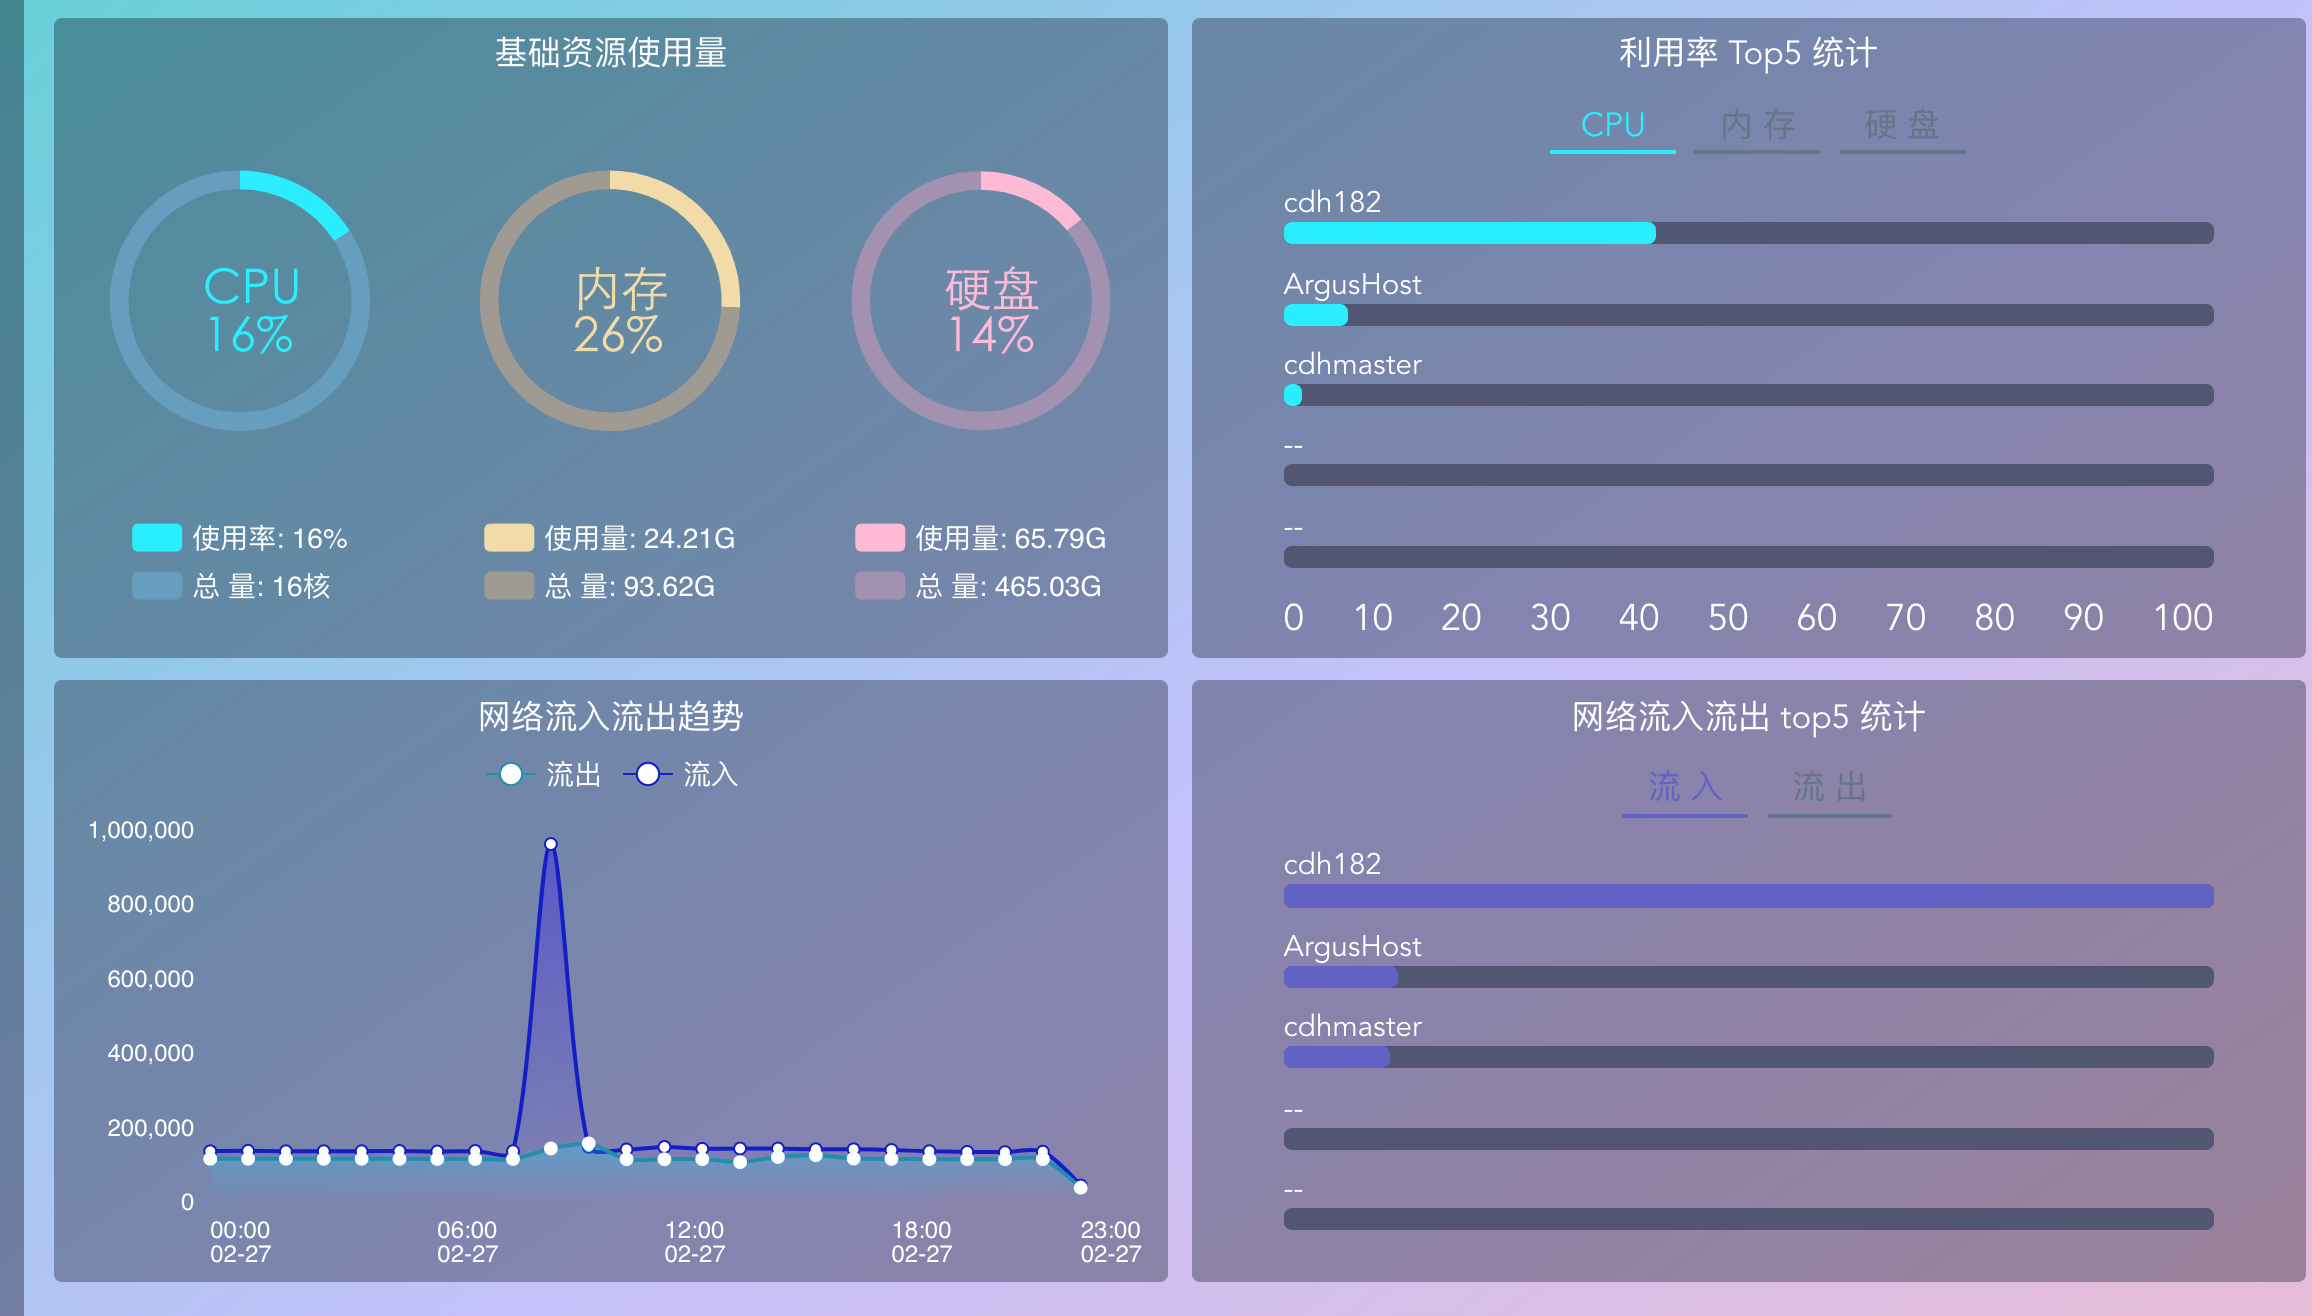 基础资源使用量
CPU
16%
内存
26%
硬盘
14%
使用率: 16%
总 量: 16核
使用量: 24.21G
总 量: 93.62G
使用量: 65.79G
总 量: 465.03G
利用率 Top5 统计
CPU 内 存 硬 盘
cdh182
ArgusHost
cdhmaster
--
--
0 10 20 30 40 50 60 70 80 90 100
网络流入流出趋势
流出 流入
1,000,000
800,000
600,000
400,000
200,000
0
00:00 06:00 12:00 18:00 23:00
02-27 02-27 02-27 02-27 02-27
网络流入流出 top5 统计
流 入 流 出
cdh182
ArgusHost
cdhmaster
--
--